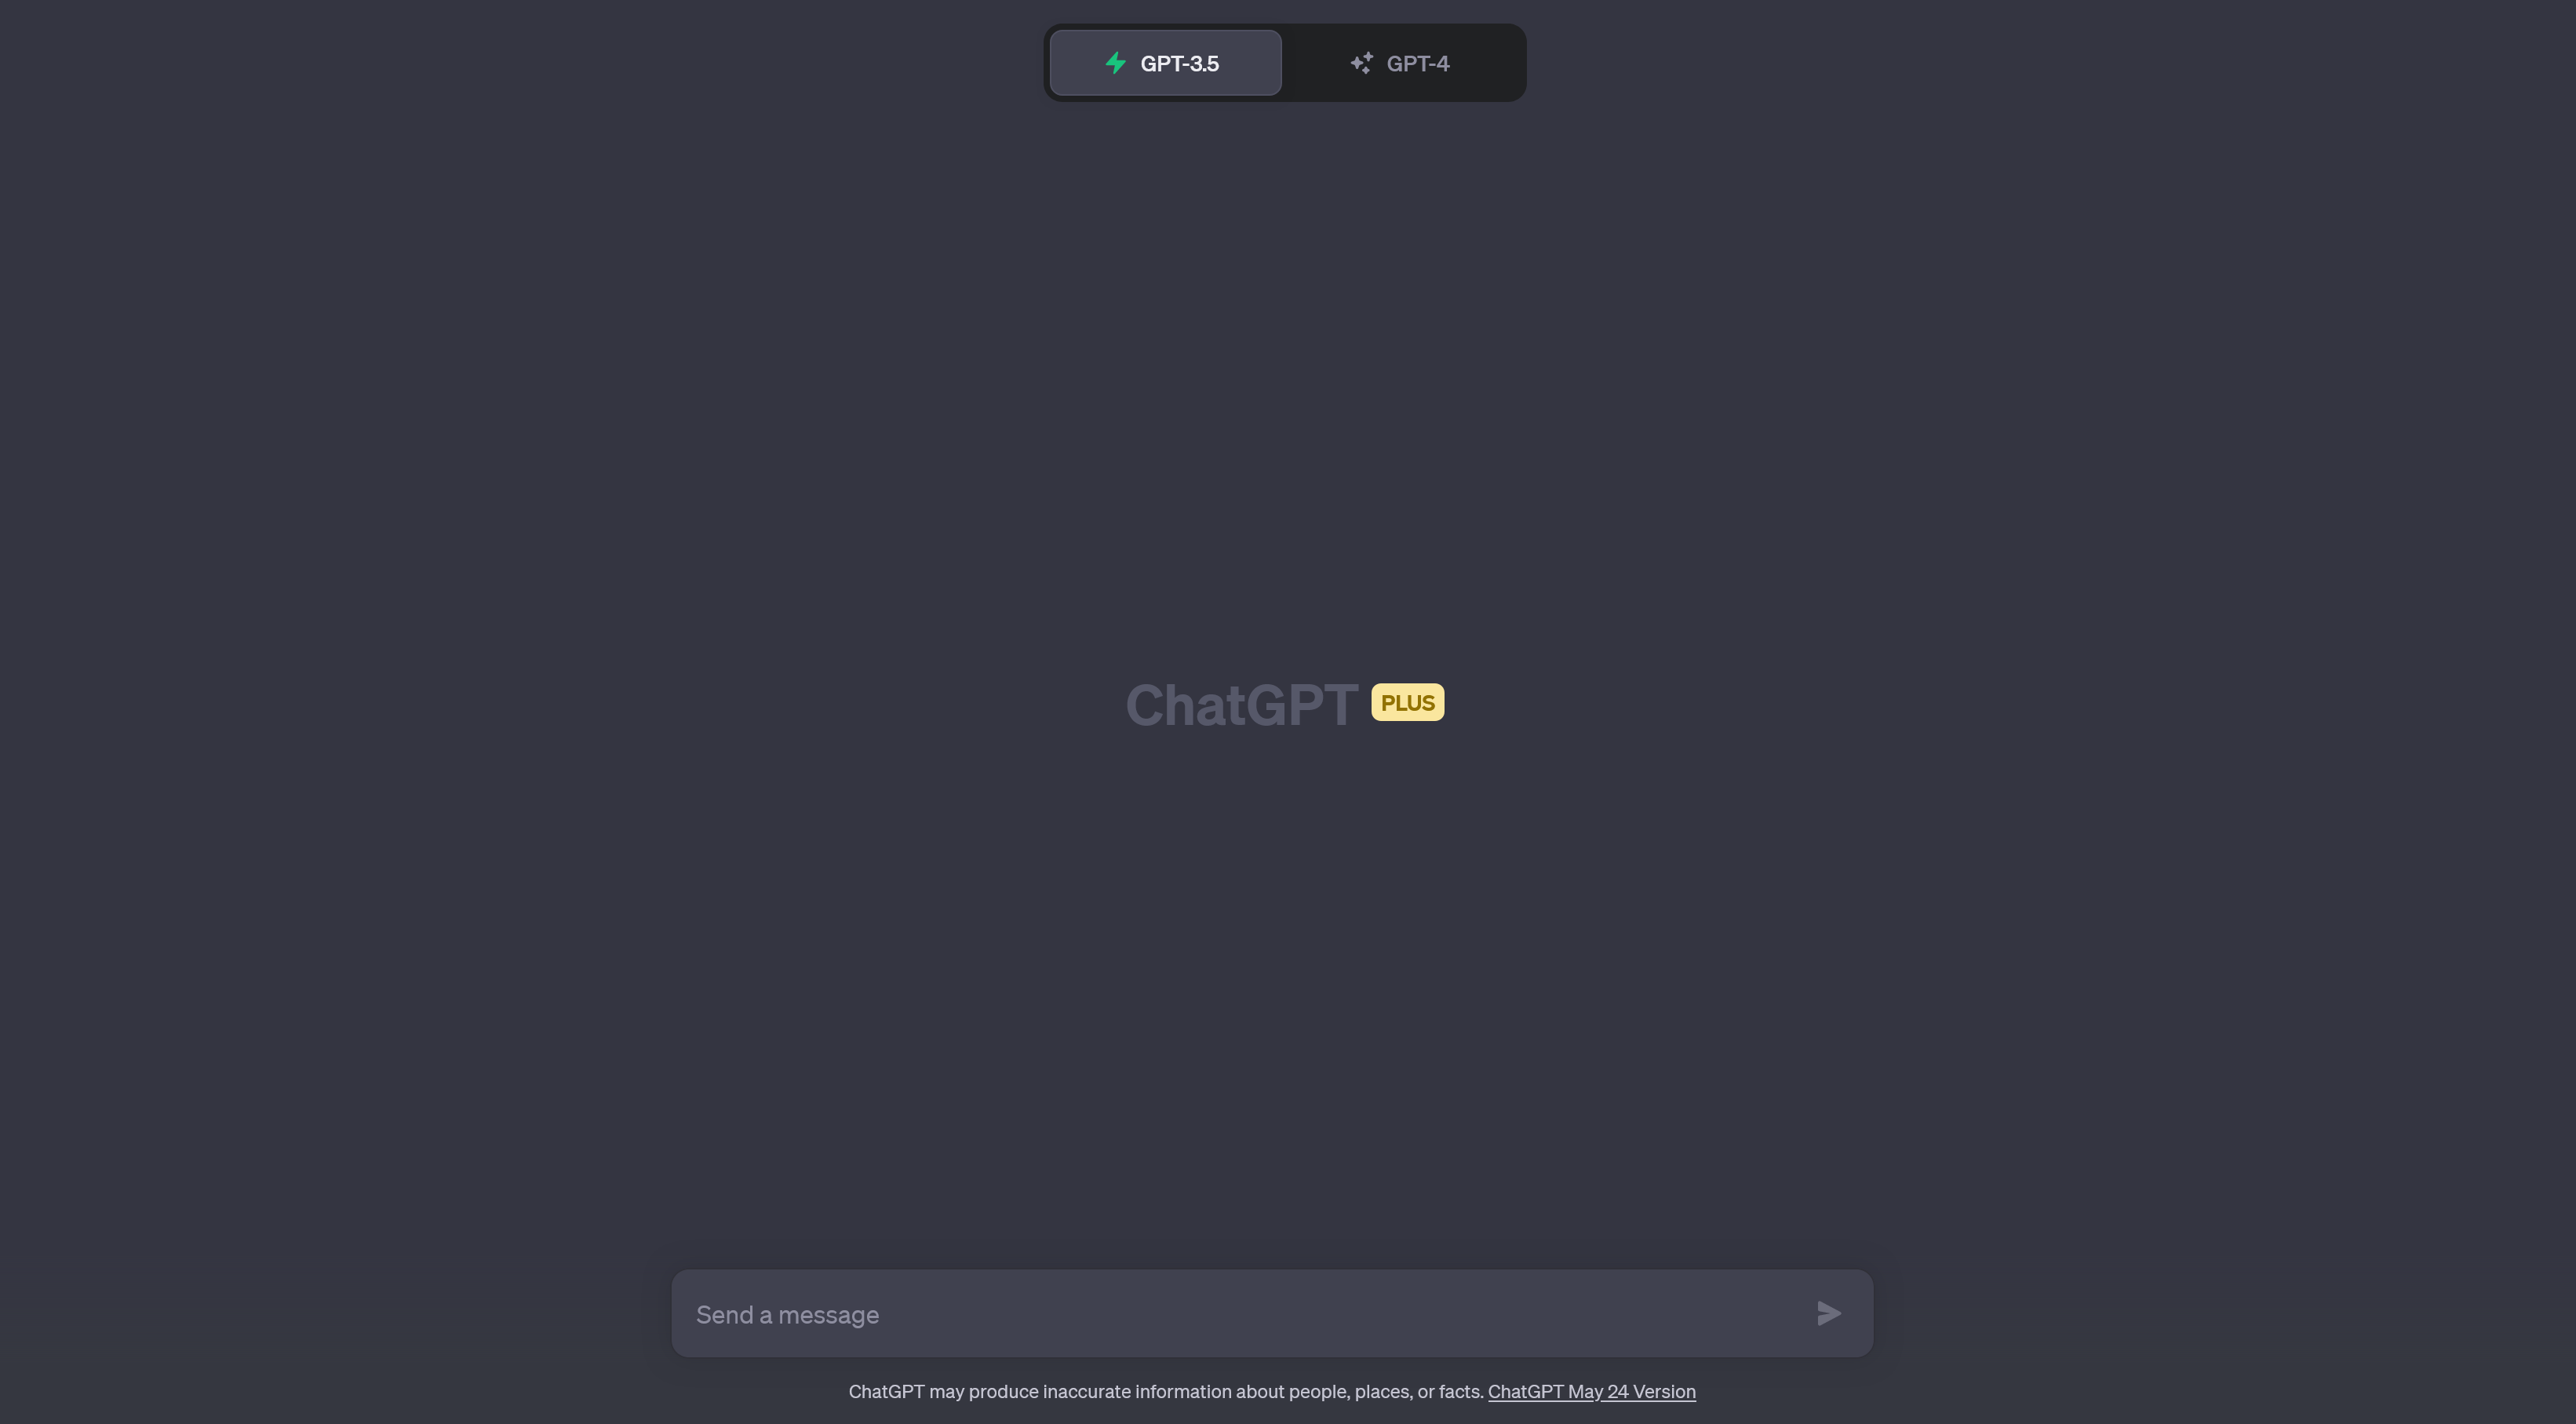 GPT-3.5 GPT-4
ChatGPT PLUS
Send a message
ChatGPT may produce inaccurate information about people, places, or facts. ChatGPT May 24 Version